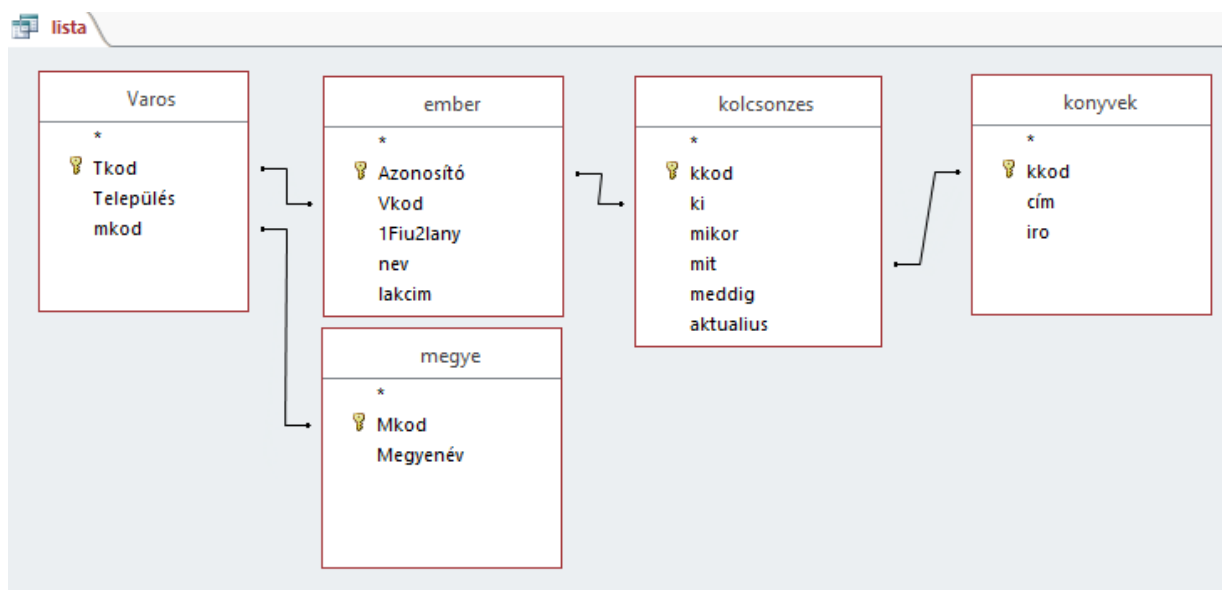 lista
Varos
*
Tkod
Település
mkod
ember
*
Azonosító
Vkod
1Fiu2lany
nev
lakcim
kolcsonzes
*
kkod
ki
mikor
mit
meddig
aktualius
konyvek
*
kkod
cím
iro
megye
*
Mkod
Megyenév